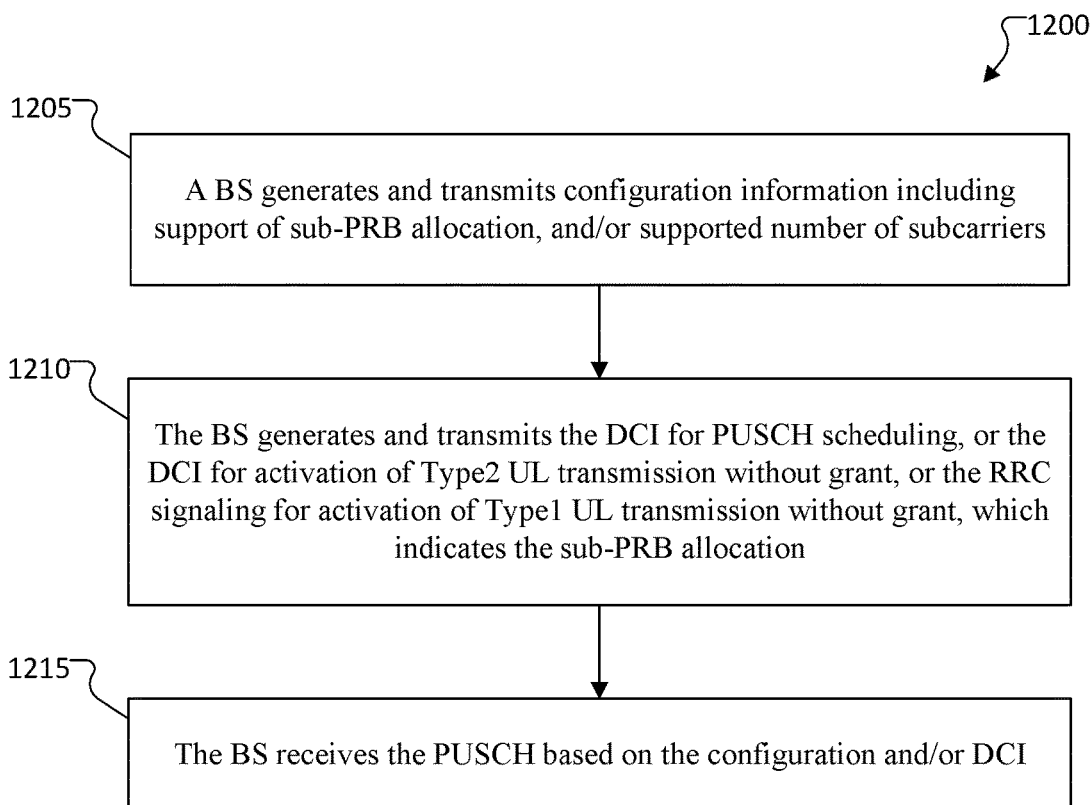 1200
1205
A BS generates and transmits configuration information including
support of sub-PRB allocation, and/or supported number of subcarriers
1210
The BS generates and transmits the DCI for PUSCH scheduling, or the
DCI for activation of Type2 UL transmission without grant, or the RRC
signaling for activation of Type1 UL transmission without grant, which
indicates the sub-PRB allocation
1215
The BS receives the PUSCH based on the configuration and/or DCI